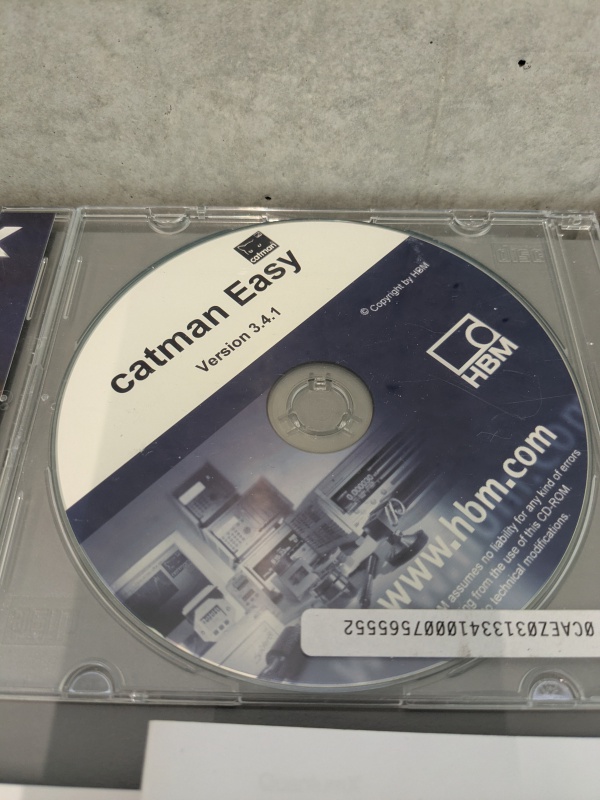 catman
catman Easy
Version 3.4.1
© Copyright by HBM
HBM
www.hbm.com
assumes no liability for any kind of errors
from the use of this CD-ROM.
technical modifications.
0CAEZ03133410007565552